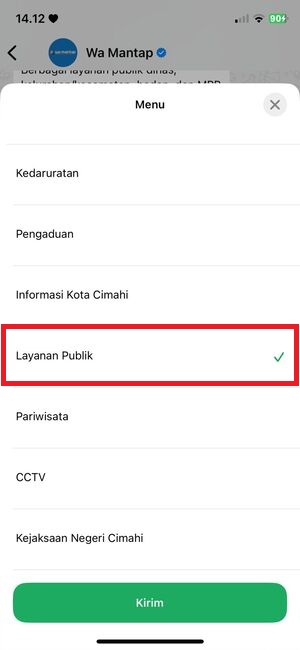 14.12
90
Wa Mantap
Berbagai layanan publik dinas,
Menu
Kedaruratan
Pengaduan
Informasi Kota Cimahi
Layanan Publik
Pariwisata
CCTV
Kejaksaan Negeri Cimahi
Kirim